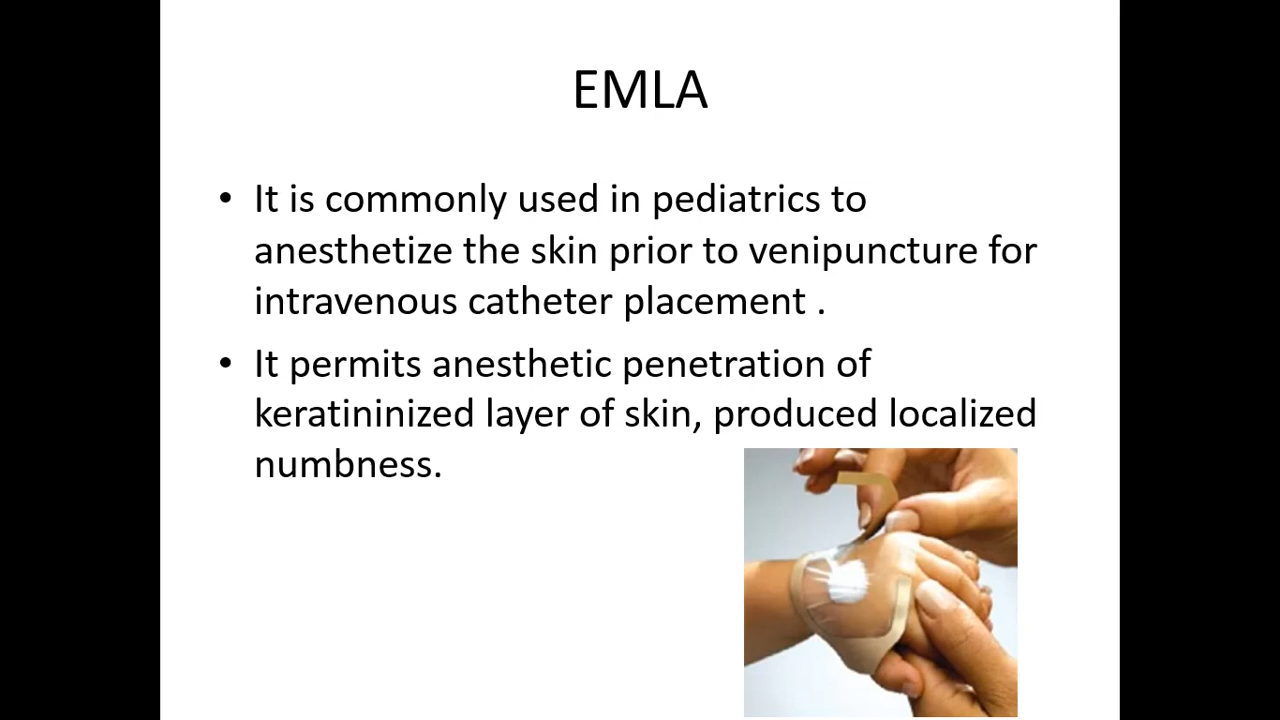 EMLA
• It is commonly used in pediatrics to
anesthetize the skin prior to venipuncture for
intravenous catheter placement .
• It permits anesthetic penetration of
keratininized layer of skin, produced localized
numbness.